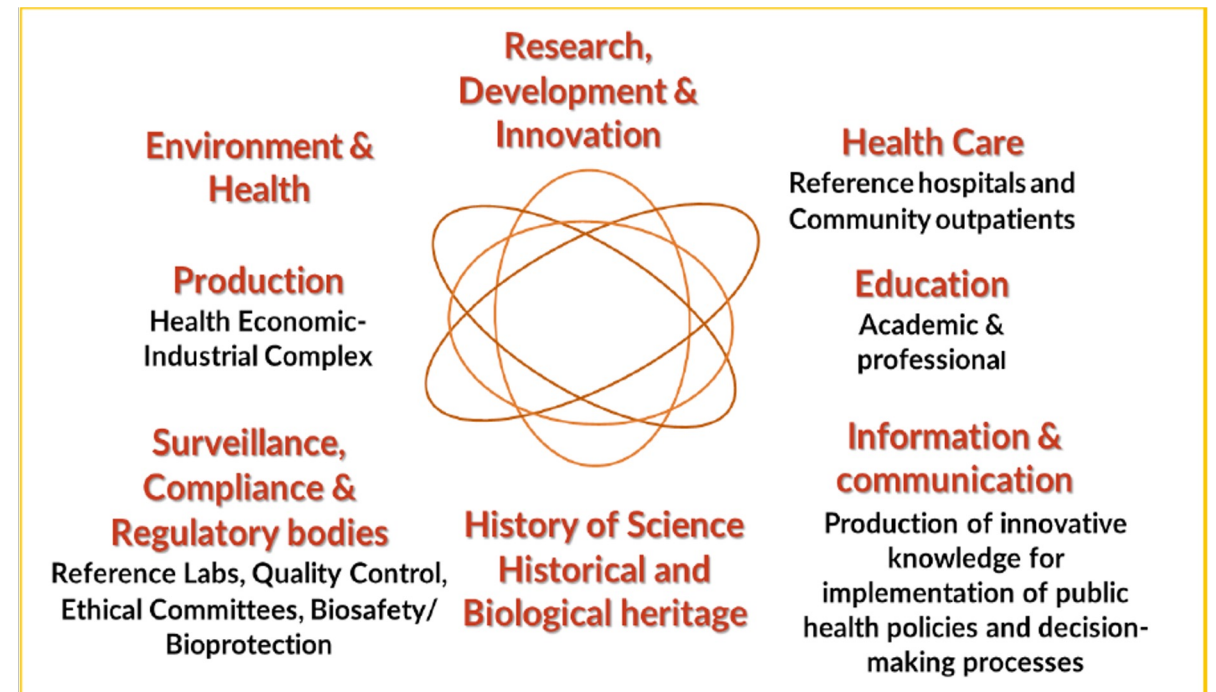 Research,
Development &
Innovation
Environment &
Health
Health Care
Reference hospitals and
Community outpatients
Production
Health Economic-
Industrial Complex
Education
Academic &
professional
Surveillance,
Compliance &
Regulatory bodies
Reference Labs, Quality Control,
Ethical Committees, Biosafety/
Bioprotection
History of Science
Historical and
Biological heritage
Information &
communication
Production of innovative
knowledge for
implementation of public
health policies and decision-
making processes